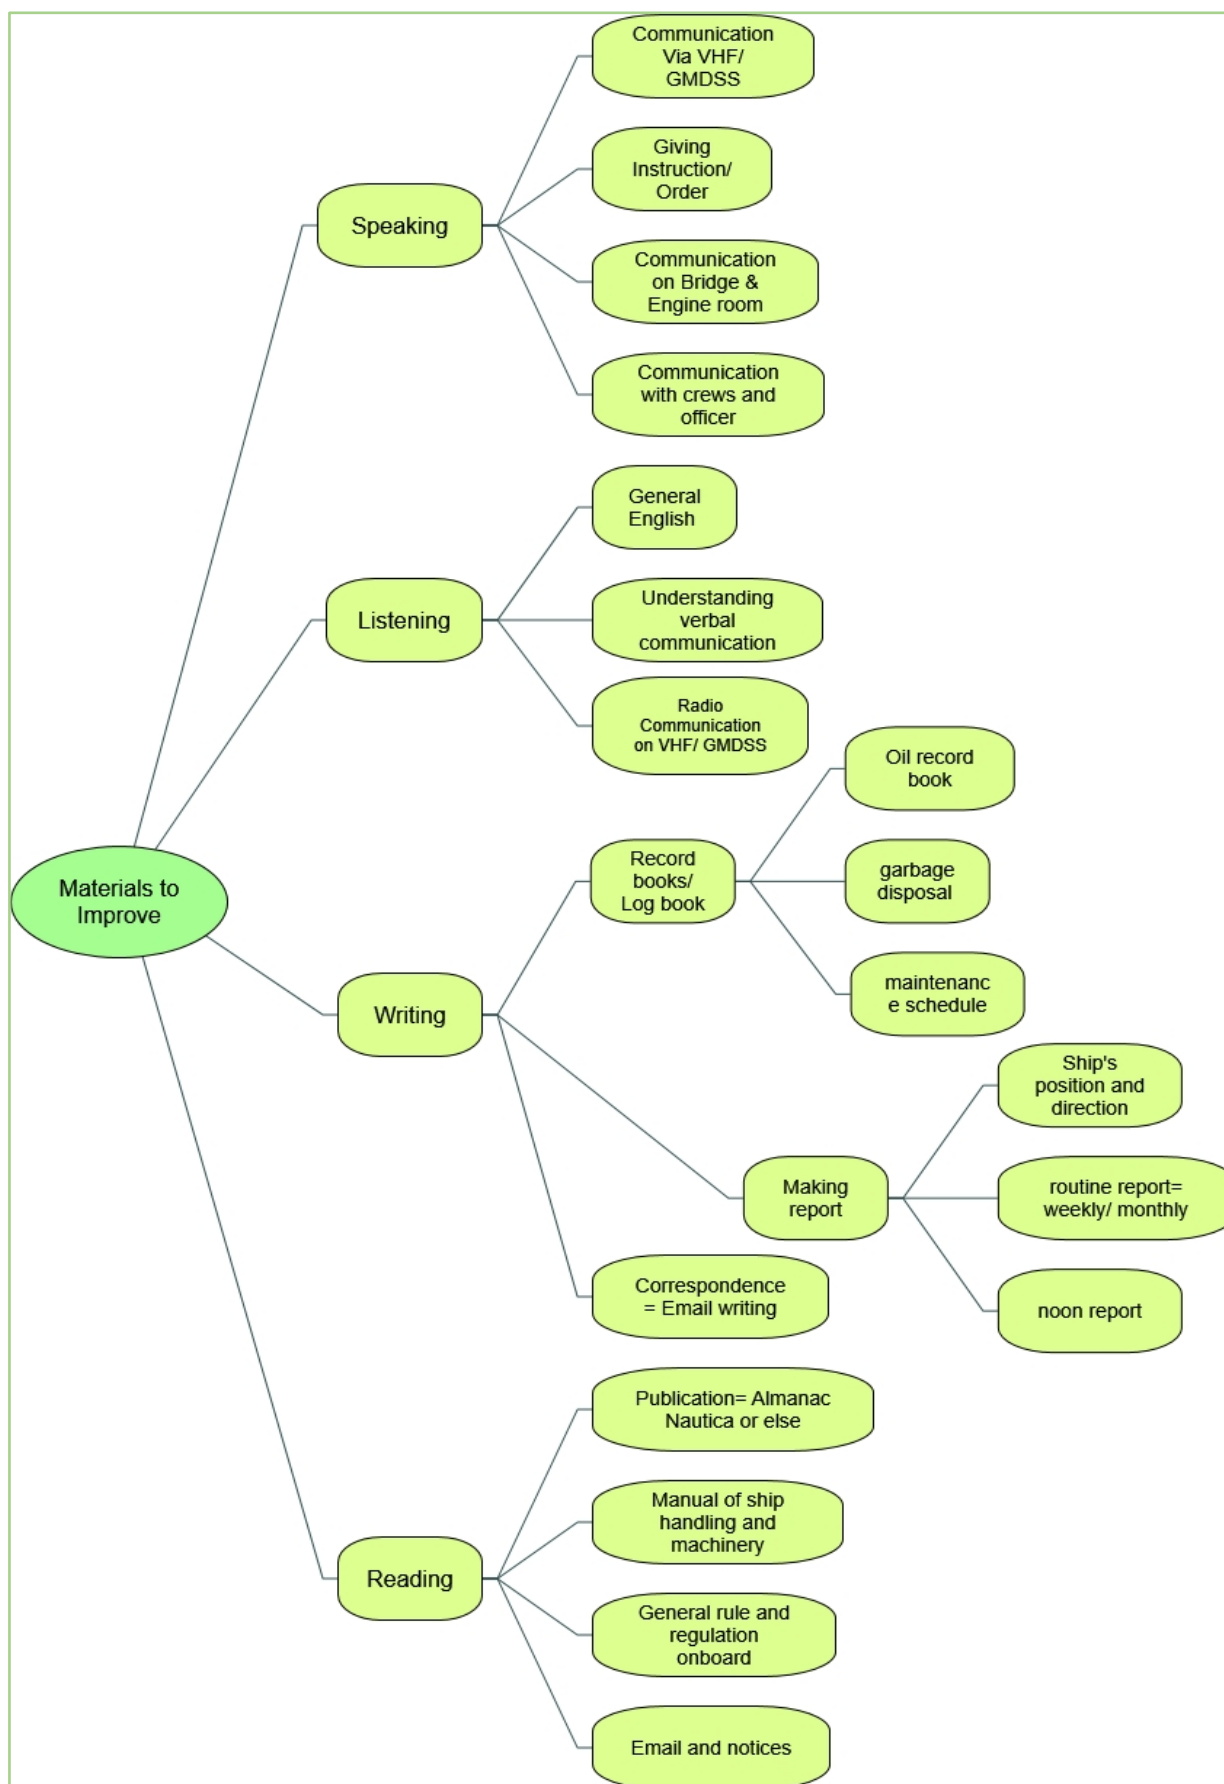 Materials to
Improve
Speaking
Communication
Via VHF/
GMDSS
Giving
Instruction/
Order
Communication
on Bridge &
Engine room
Communication
with crews and
officer
Listening
General
English
Understanding
verbal
communication
Radio
Communication
on VHF/ GMDSS
Writing
Record
books/
Log book
Oil record
book
garbage
disposal
maintenanc
e schedule
Making
report
Ship's
position and
direction
routine report=
weekly/ monthly
noon report
Correspondence
= Email writing
Reading
Publication= Almanac
Nautica or else
Manual of ship
handling and
machinery
General rule and
regulation
onboard
Email and notices